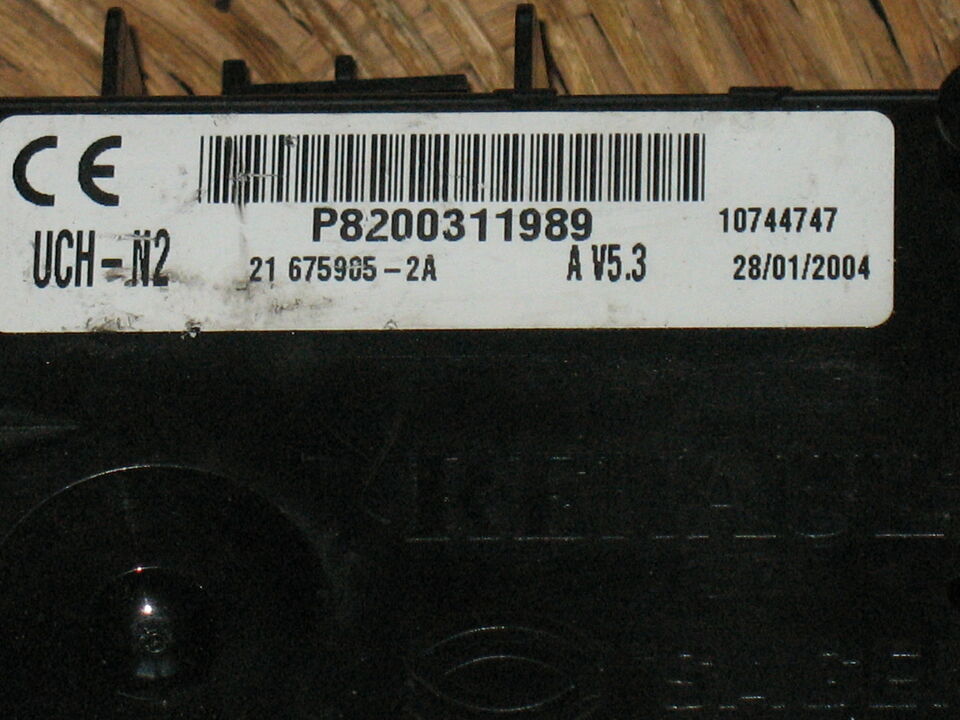 CE
P8200311989
10744747
UCH-N2
21 675905-2A
A V5.3
28/01/2004